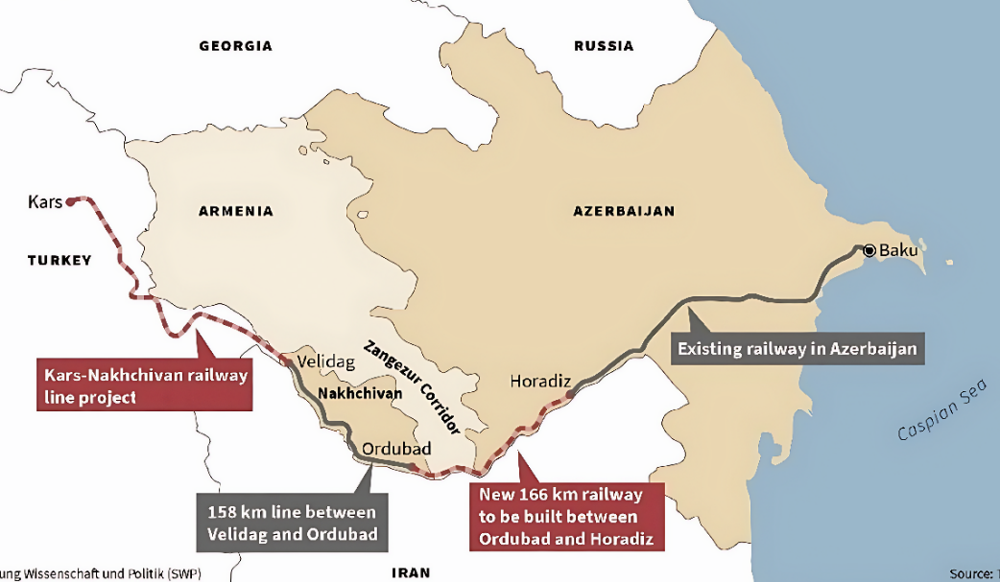 GEORGIA
RUSSIA
Kars
ARMENIA
AZERBAIJAN
TURKEY
Baku
Existing railway in Azerbaijan
Zangezur Corridor
Velidag
Kars-Nakhchivan railway
line project
Nakhchivan
Horadiz
Caspian Sea
Ordubad
158 km line between
Velidag and Ordubad
New 166 km railway
to be built between
Ordubad and Horadiz
IRAN
Wissenschaft und Politik (SWP)
Source: